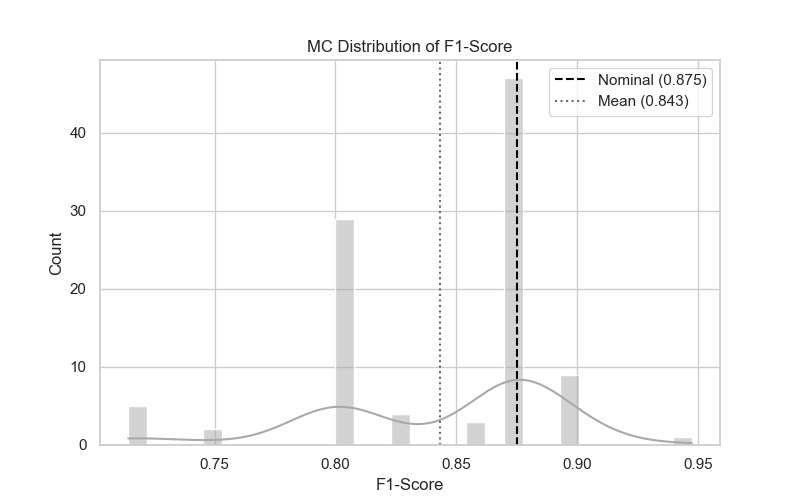 MC Distribution of F1-Score
Nominal (0.875)
Mean (0.843)
Count
40
30
20
10
0
0.75
0.80
0.85
0.90
0.95
F1-Score